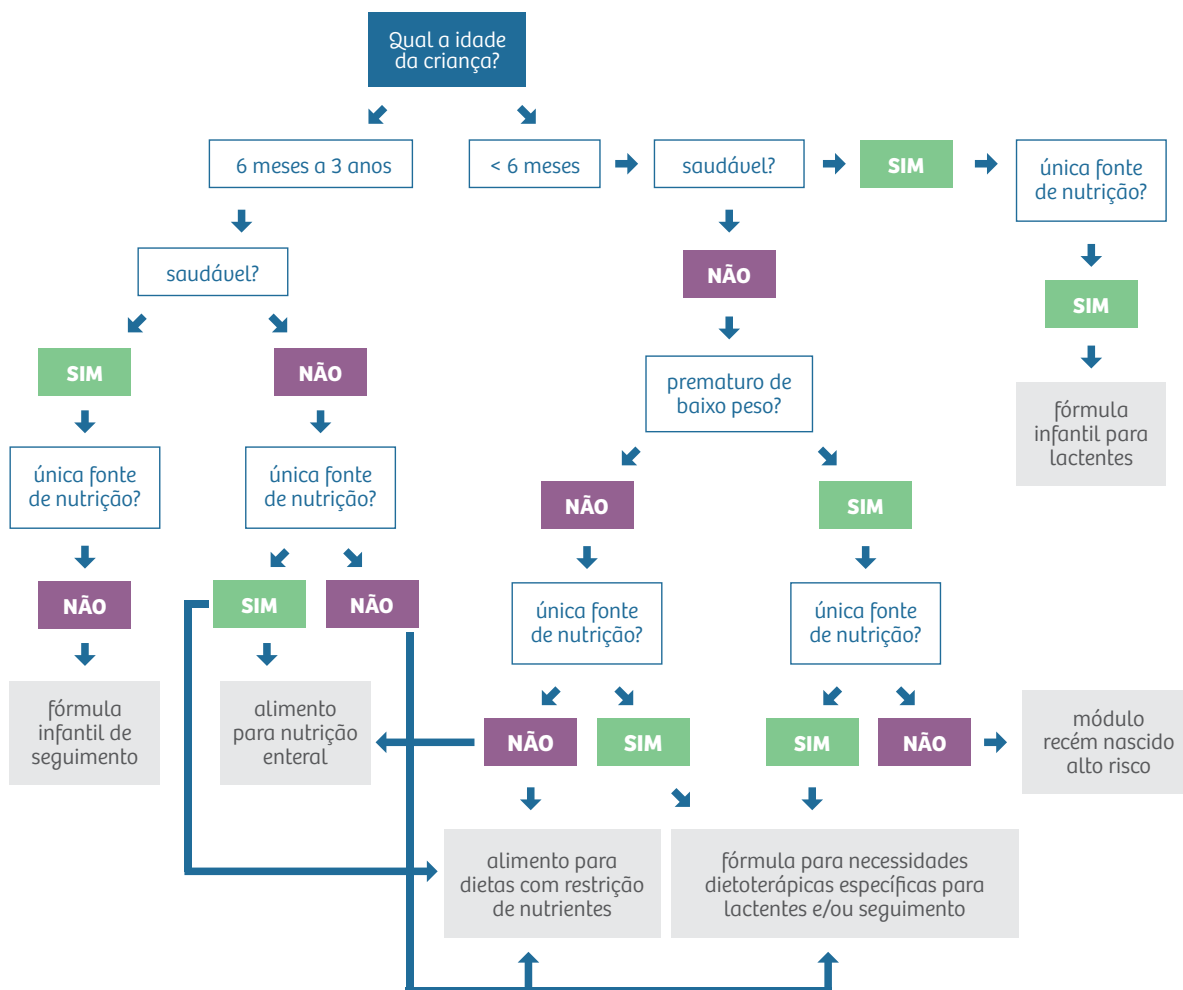 Qual a idade
da criança?
6 meses a 3 anos
< 6 meses
saudável?
SIM
única fonte
de nutrição?
saudável?
NÃO
SIM
SIM
NÃO
prematuro de
baixo peso?
fórmula
infantil para
lactentes
única fonte
de nutrição?
única fonte
de nutrição?
NÃO
SIM
NÃO
SIM
NÃO
única fonte
de nutrição?
única fonte
de nutrição?
fórmula
infantil de
seguimento
alimento
para nutrição
enteral
NÃO
SIM
SIM
NÃO
módulo
recém nascido
alto risco
alimento para
dietas com restrição
de nutrientes
fórmula para necessidades
dietoterápicas específicas para
lactentes e/ou seguimento